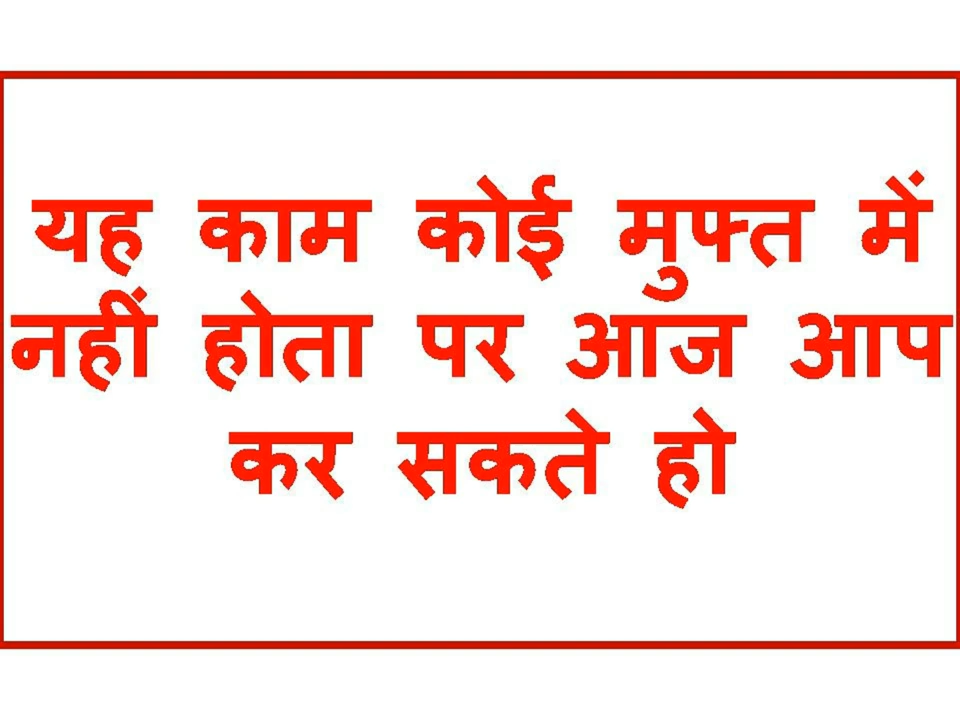 यह काम कोई मुफ्त में
नहीं होता पर आज आप
कर सकते हो